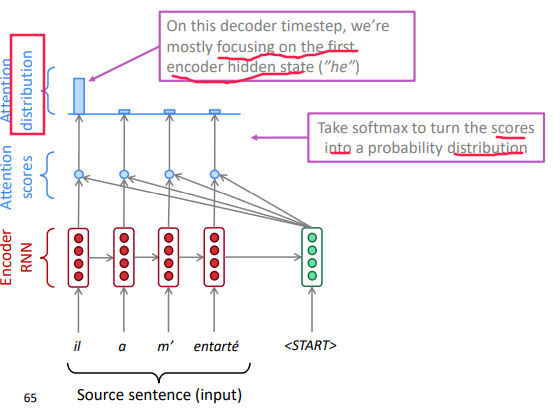 On this decoder timestep, we're
mostly focusing on the first
encoder hidden state ("he")
Attention
distribution
Take softmax to turn the scores
into a probability distribution
Attention
scores
Encoder
RNN
il a m' entarté <START>
Source sentence (input)
65